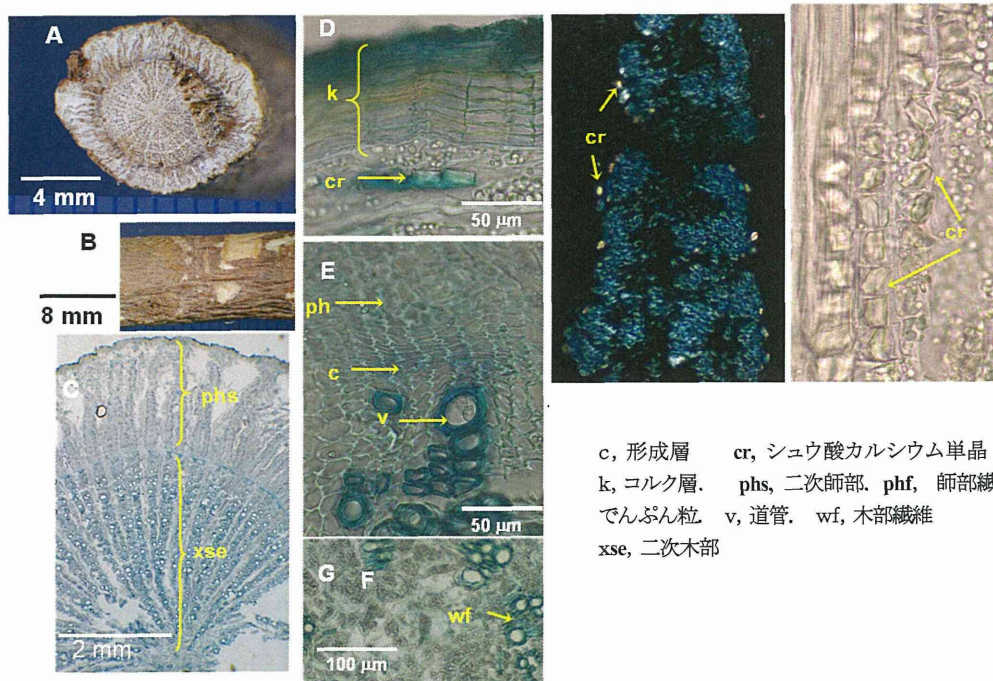 A
4 mm
B
8 mm
C
phs
xse
2 mm
D
k
cr
50 μm
E
ph
c
v
50 μm
G F
wf
100 μm
cr
cr
c, 形成層 cr, シュウ酸カルシウム単晶
k, コルク層. phs, 二次師部. phf, 師部繊
でんぷん粒. v, 道管. wf, 木部繊維
xse, 二次木部